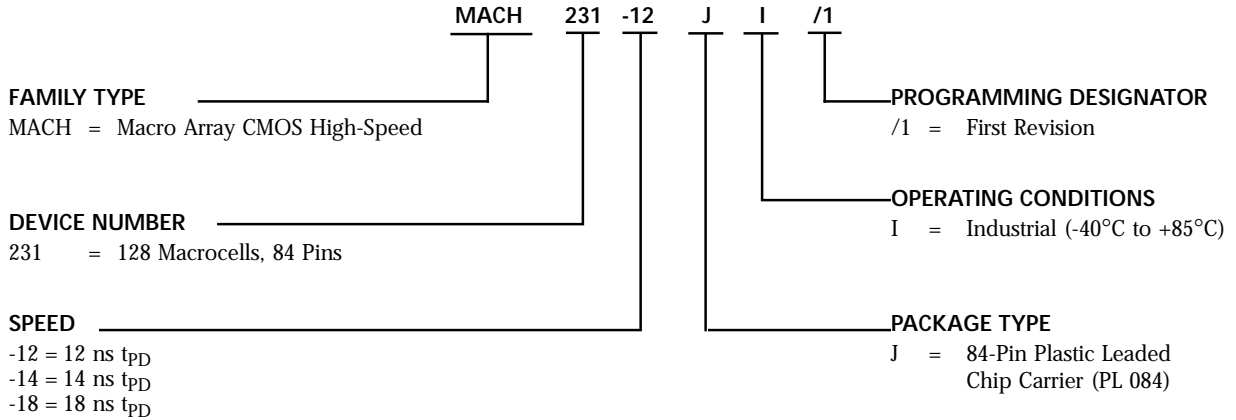 MACH 231 -12 J I /1
FAMILY TYPE
MACH = Macro Array CMOS High-Speed
DEVICE NUMBER
231 = 128 Macrocells, 84 Pins
SPEED
-12 = 12 ns tPD
-14 = 14 ns tPD
-18 = 18 ns tPD
PROGRAMMING DESIGNATOR
/1 = First Revision
OPERATING CONDITIONS
I = Industrial (-40°C to +85°C)
PACKAGE TYPE
J = 84-Pin Plastic Leaded
Chip Carrier (PL 084)